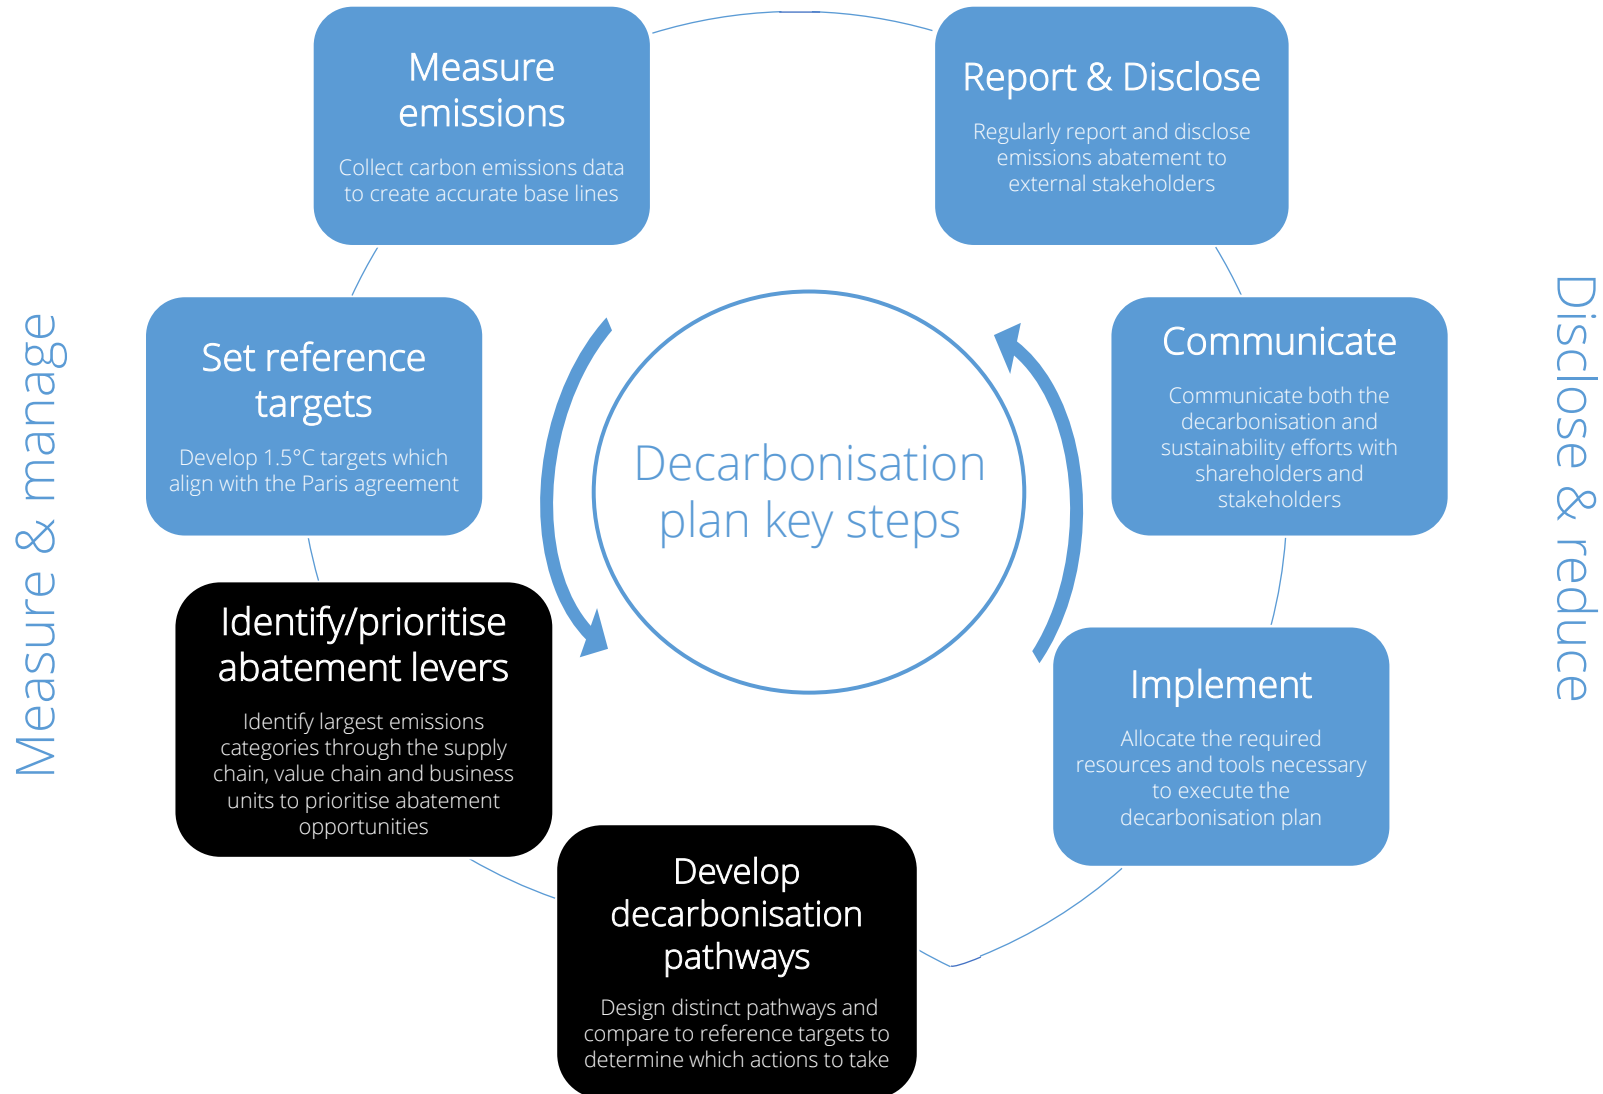 Measure & manage
Measure
emissions
Collect carbon emissions data
to create accurate base lines
Set reference
targets
Develop 1.5°C targets which
align with the Paris agreement
Identify/prioritise
abatement levers
Identify largest emissions
categories through the supply
chain, value chain and business
units to prioritise abatement
opportunities
Develop
decarbonisation
pathways
Design distinct pathways and
compare to reference targets to
determine which actions to take
Implement
Allocate the required
resources and tools necessary
to execute the
decarbonisation plan
Communicate
Communicate both the
decarbonisation and
sustainability efforts with
shareholders and
stakeholders
Report & Disclose
Regularly report and disclose
emissions abatement to
external stakeholders
Decarbonisation
plan key steps
Disclose & reduce